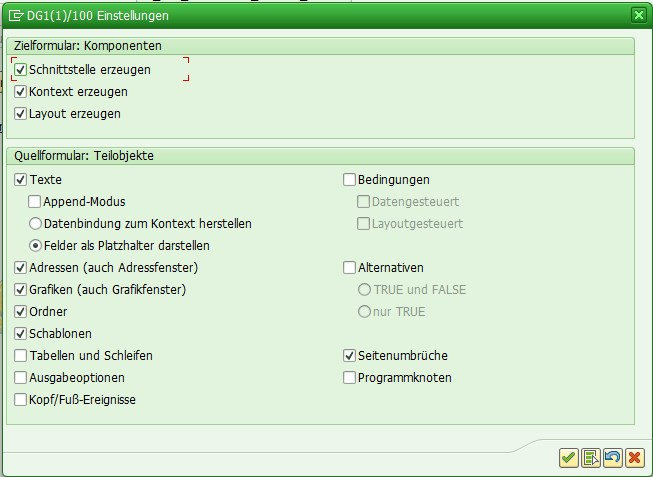 DG1(1)/100 Einstellungen
Zielformular: Komponenten
Schnittstelle erzeugen
Kontext erzeugen
Layout erzeugen
Quellformular: Teilobjekte
Texte
Bedingungen
Append-Modus
Datengesteuert
Datenbindung zum Kontext herstellen
Layoutgesteuert
Felder als Platzhalter darstellen
Adressen (auch Adressfenster)
Alternativen
Grafiken (auch Grafikfenster)
TRUE und FALSE
Ordner
nur TRUE
Schablonen
Tabellen und Schleifen
Seitenumbrüche
Ausgabeoptionen
Programmknoten
Kopf/Fuß-Ereignisse